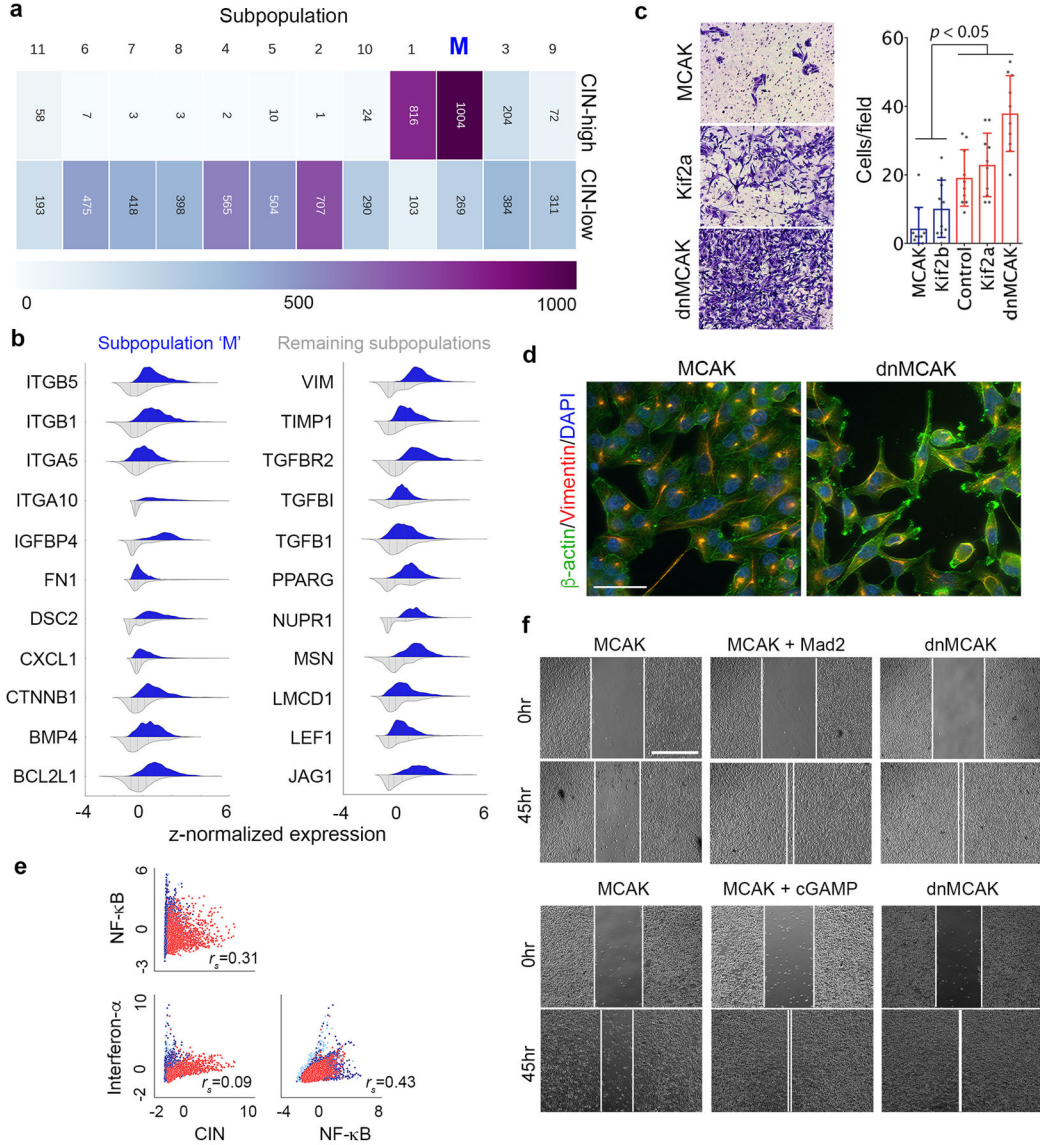 a
Subpopulation
11 6 7 8 4 5 2 10 1 M 3 9
58 7 3 3 2 10 1 24 816 1004 204 72
CIN-high
193 475 418 398 565 504 707 290 103 269 384 311
CIN-low
0 500 1000
b
Subpopulation ‘M’ Remaining subpopulations
ITGB5 VIM
ITGB1 TIMP1
ITGA5 TGFBR2
ITGA10 TGFBI
IGFBP4 TGFB1
FN1 PPARG
DSC2 NUPR1
CXCL1 MSN
CTNNB1 LMCD1
BMP4 LEF1
BCL2L1 JAG1
-4 0 6 -4 0 6
z-normalized expression
c
MCAK
Kif2a
dnMCAK
p < 0.05
Cells/field
60
40
20
0
MCAK
Kif2b
Control
Kif2a
dnMCAK
d
MCAK dnMCAK
β-actin/Vimentin/DAPI
e
NF-κB
6
0
-3
rs=0.31
Interferon-α
10
0
-2
rs=0.09
rs=0.43
-2 0 10 -4 0 8
CIN NF-κB
f
MCAK MCAK + Mad2 dnMCAK
0hr
45hr
MCAK MCAK + cGAMP dnMCAK
0hr
45hr